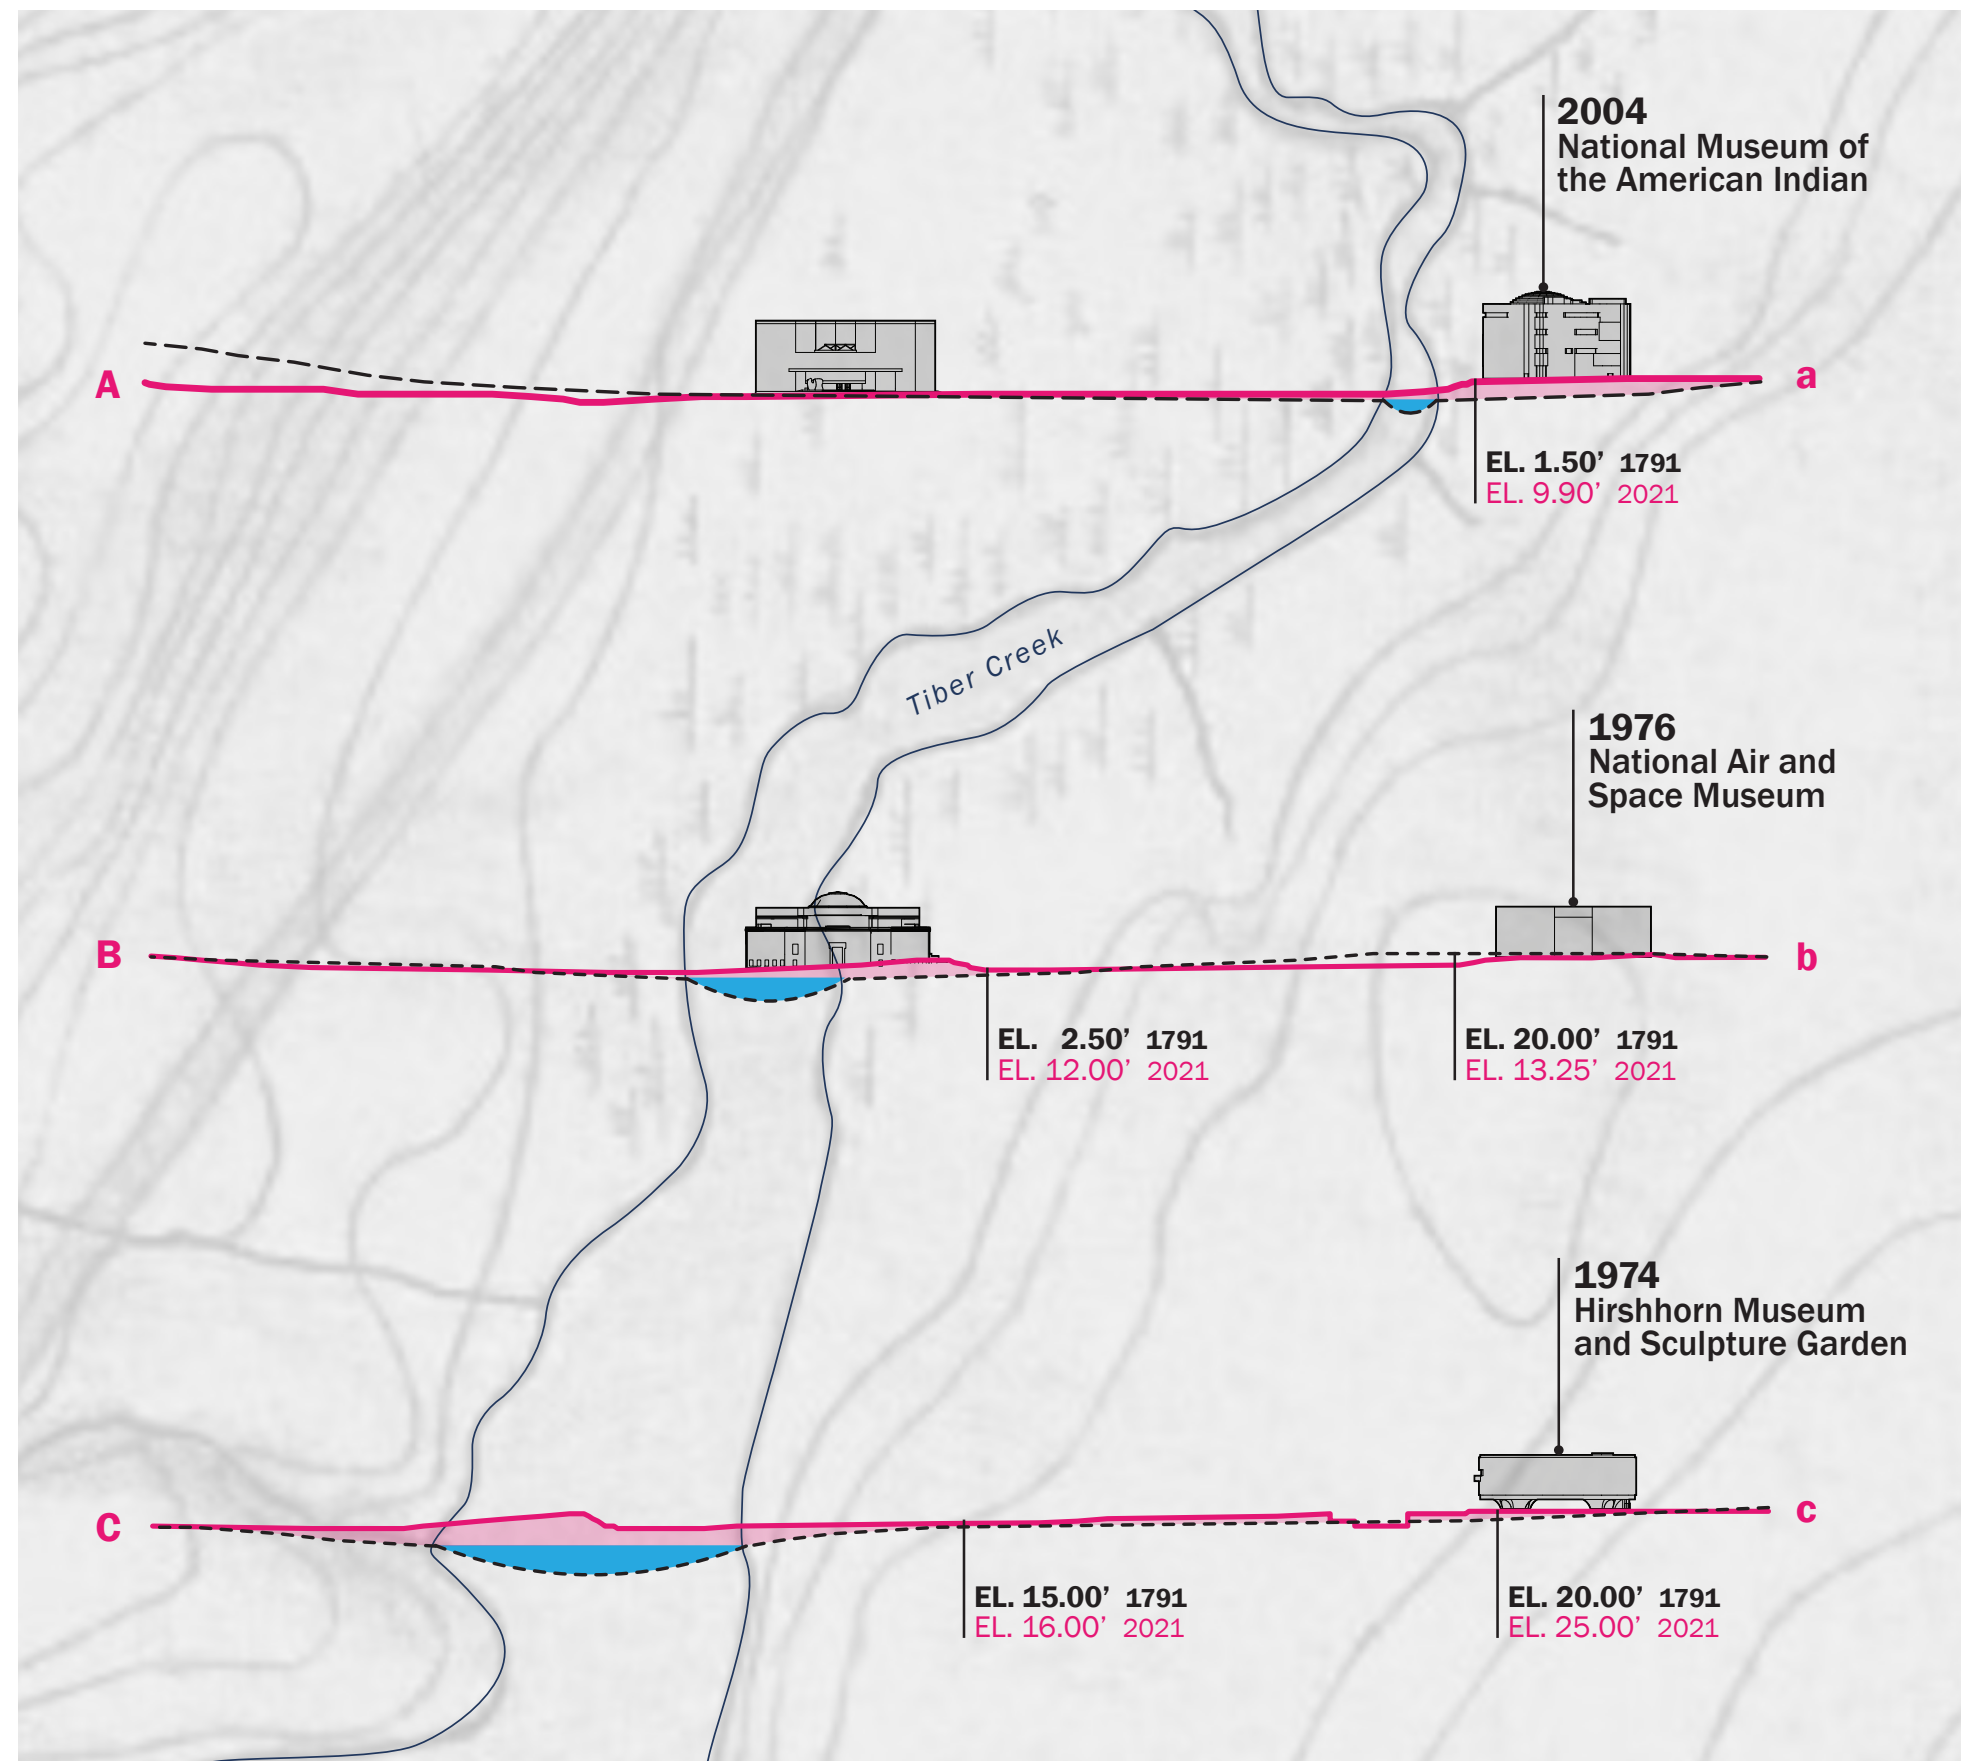 2004
National Museum of
the American Indian
A
a
EL. 1.50’ 1791
EL. 9.90’ 2021
Tiber Creek
1976
National Air and
Space Museum
B
b
EL. 2.50’ 1791
EL. 12.00’ 2021
EL. 20.00’ 1791
EL. 13.25’ 2021
1974
Hirshhorn Museum
and Sculpture Garden
C
c
EL. 15.00’ 1791
EL. 16.00’ 2021
EL. 20.00’ 1791
EL. 25.00’ 2021